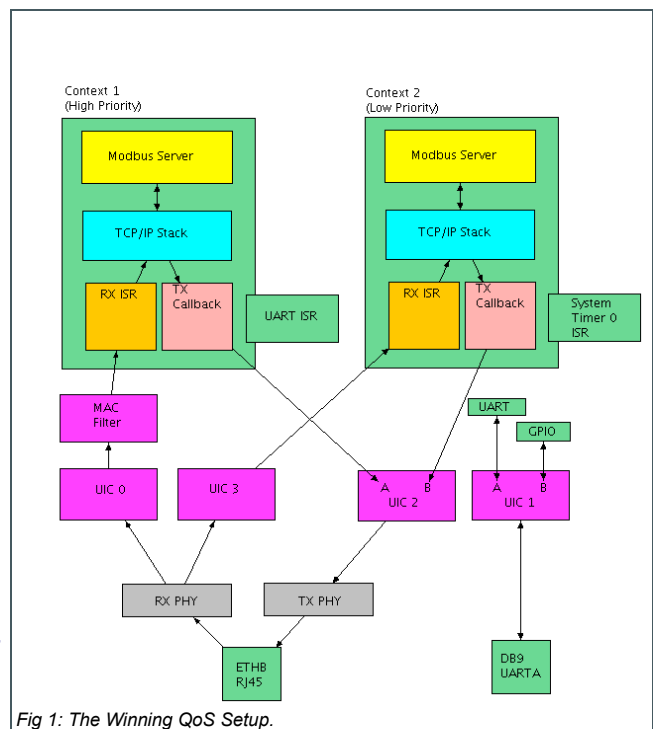 Context 1
(High Priority)
Context 2
(Low Priority)
Modbus Server
Modbus Server
TCP/IP Stack
TCP/IP Stack
RX ISR
TX
Callback
UART ISR
RX ISR
TX
Callback
System
Timer 0
ISR
MAC
Filter
UART
GPIO
UIC 0
UIC 3
A
B
UIC 2
A
B
UIC 1
RX PHY
TX PHY
ETHB
RJ45
DB9
UARTA
Fig 1: The Winning QoS Setup.